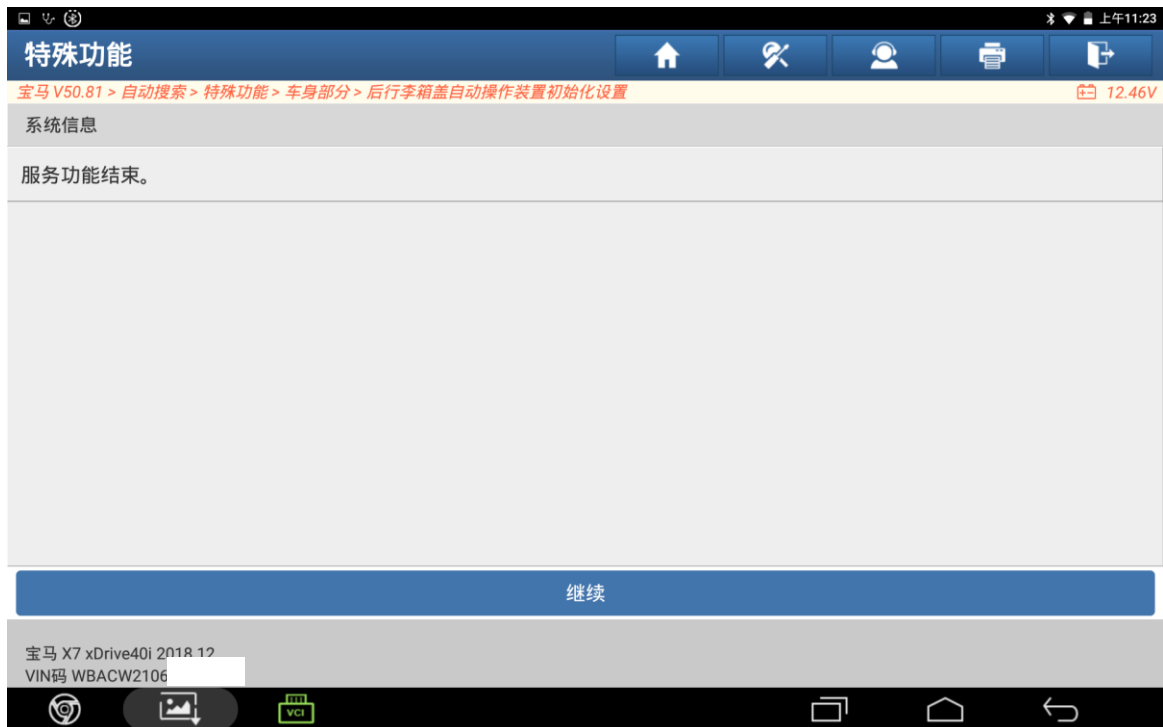 上午11:23
特殊功能
宝马 V50.81 > 自动搜索 > 特殊功能 > 车身部分 > 后行李箱盖自动操作装置初始化设置 12.46V
系统信息
服务功能结束。
继续
宝马 X7 xDrive40i 2018.12
VIN码 WBACW2106
VCI